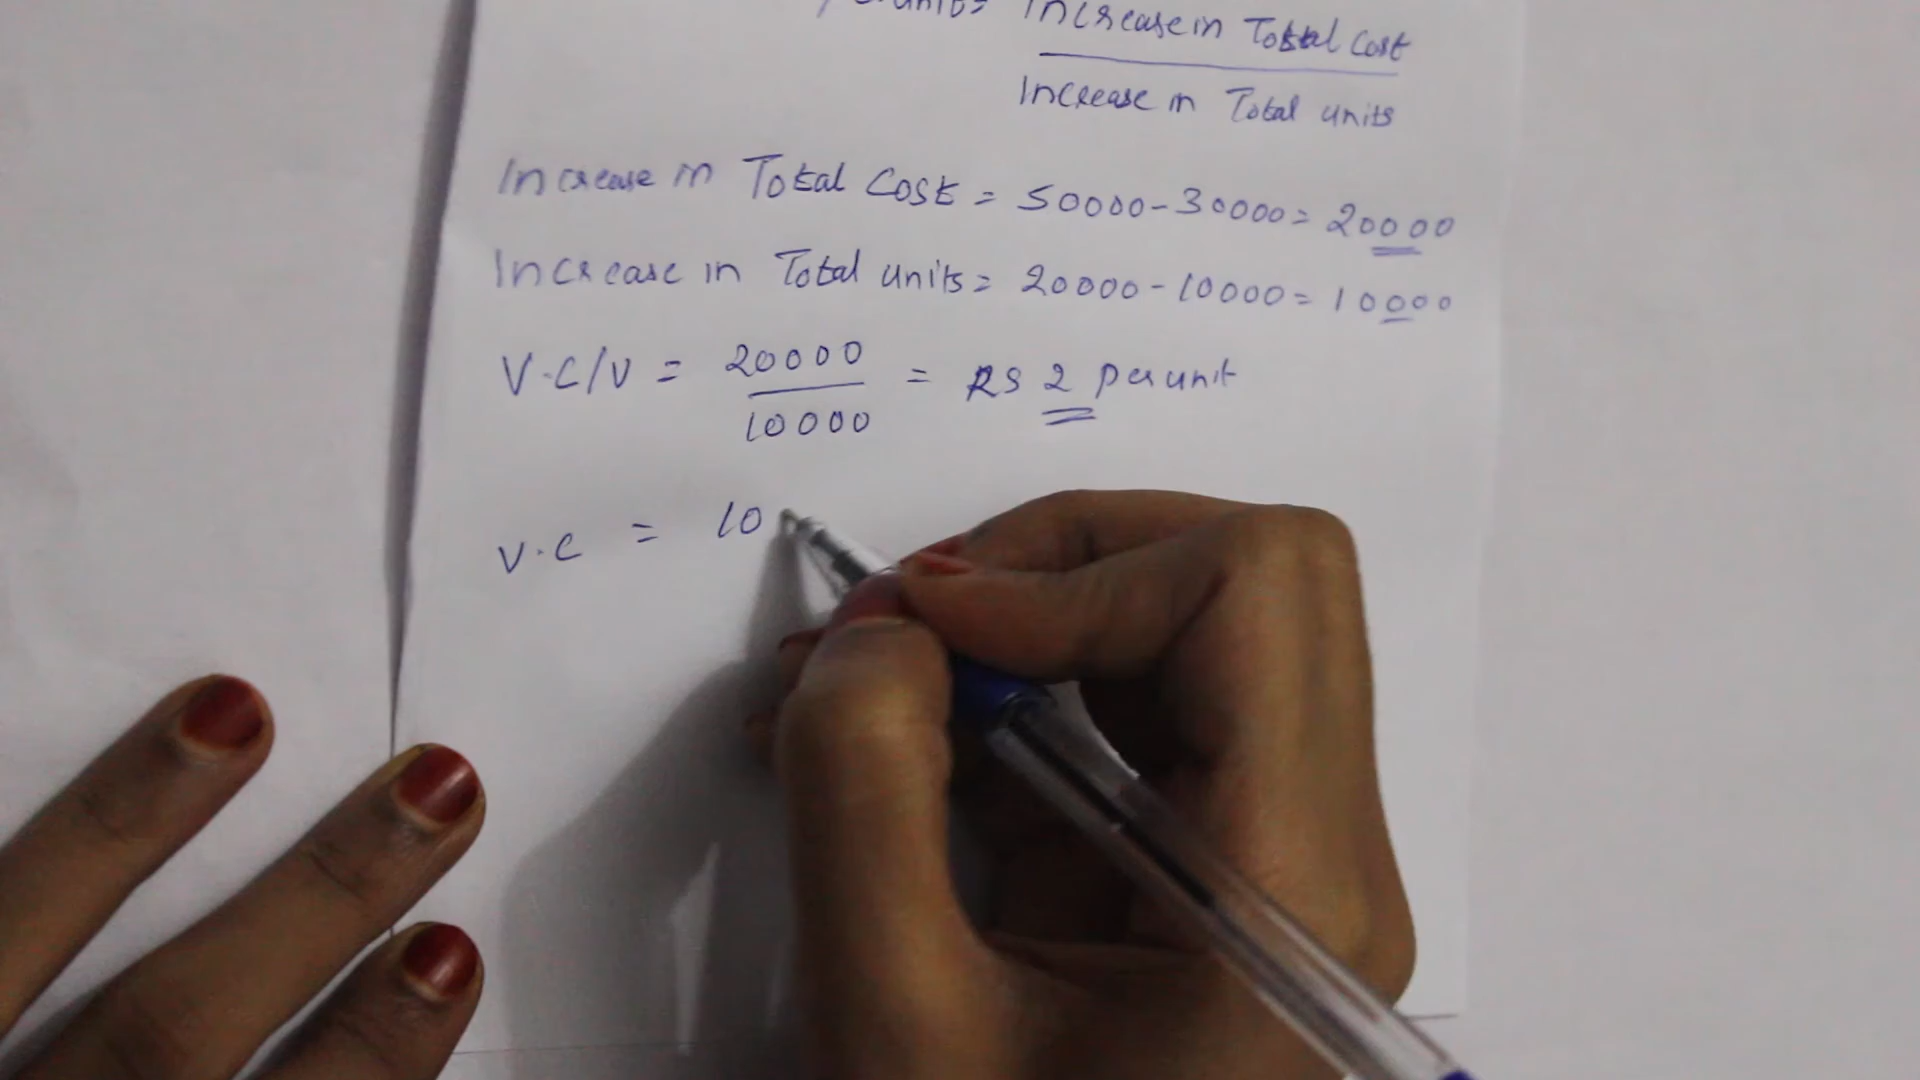 Increase in Total Cost
Increase in Total units
Increase in Total Cost = 50000-30000= 20000
Increase in Total units= 20000-10000= 10000
V.C/U = 20000 = RS 2 per unit
10000
V.C = 10